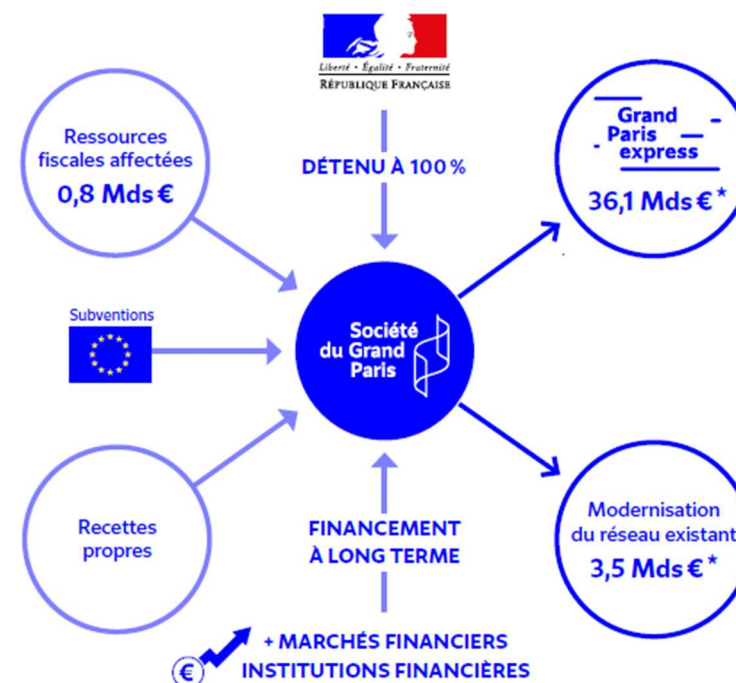 Liberté • Égalité • Fraternité
RÉPUBLIQUE FRANÇAISE
Ressources
fiscales affectées
0,8 Mds €
DÉTENU À 100 %
Grand
Paris
express
36,1 Mds €*
Subventions
Société
du Grand
Paris
Recettes
propres
FINANCEMENT
À LONG TERME
Modernisation
du réseau existant
3,5 Mds €*
€
+ MARCHÉS FINANCIERS
INSTITUTIONS FINANCIÈRES